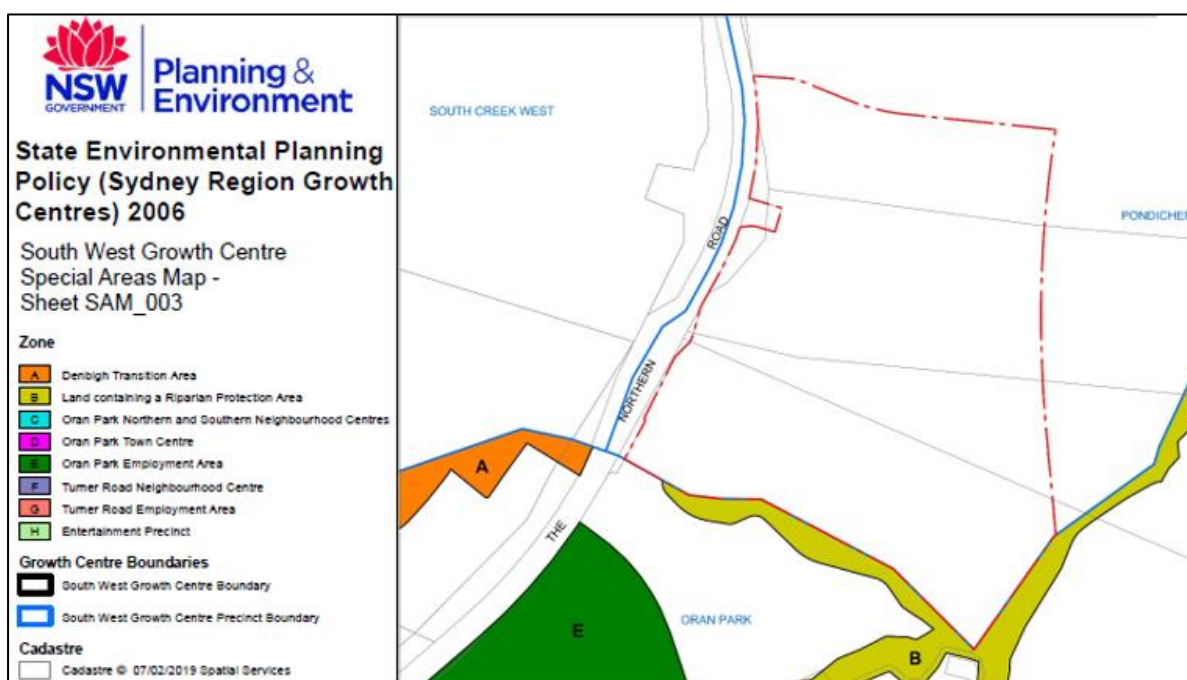 NSW
GOVERNMENT
Planning &
Environment
State Environmental Planning
Policy (Sydney Region Growth
Centres) 2006
South West Growth Centre
Special Areas Map -
Sheet SAM_003
Zone
A Denbigh Transition Area
B Land containing a Riparian Protection Area
C Oran Park Northern and Southern Neighbourhood Centres
D Oran Park Town Centre
E Oran Park Employment Area
F Turner Road Neighbourhood Centre
G Turner Road Employment Area
H Entertainment Precinct
Growth Centre Boundaries
South West Growth Centre Boundary
South West Growth Centre Precinct Boundary
Cadastre
Cadastre © 07/02/2019 Spatial Services
SOUTH CREEK WEST
PONDICHER
ROAD
NORTHERN
THE
A
E
ORAN PARK
B